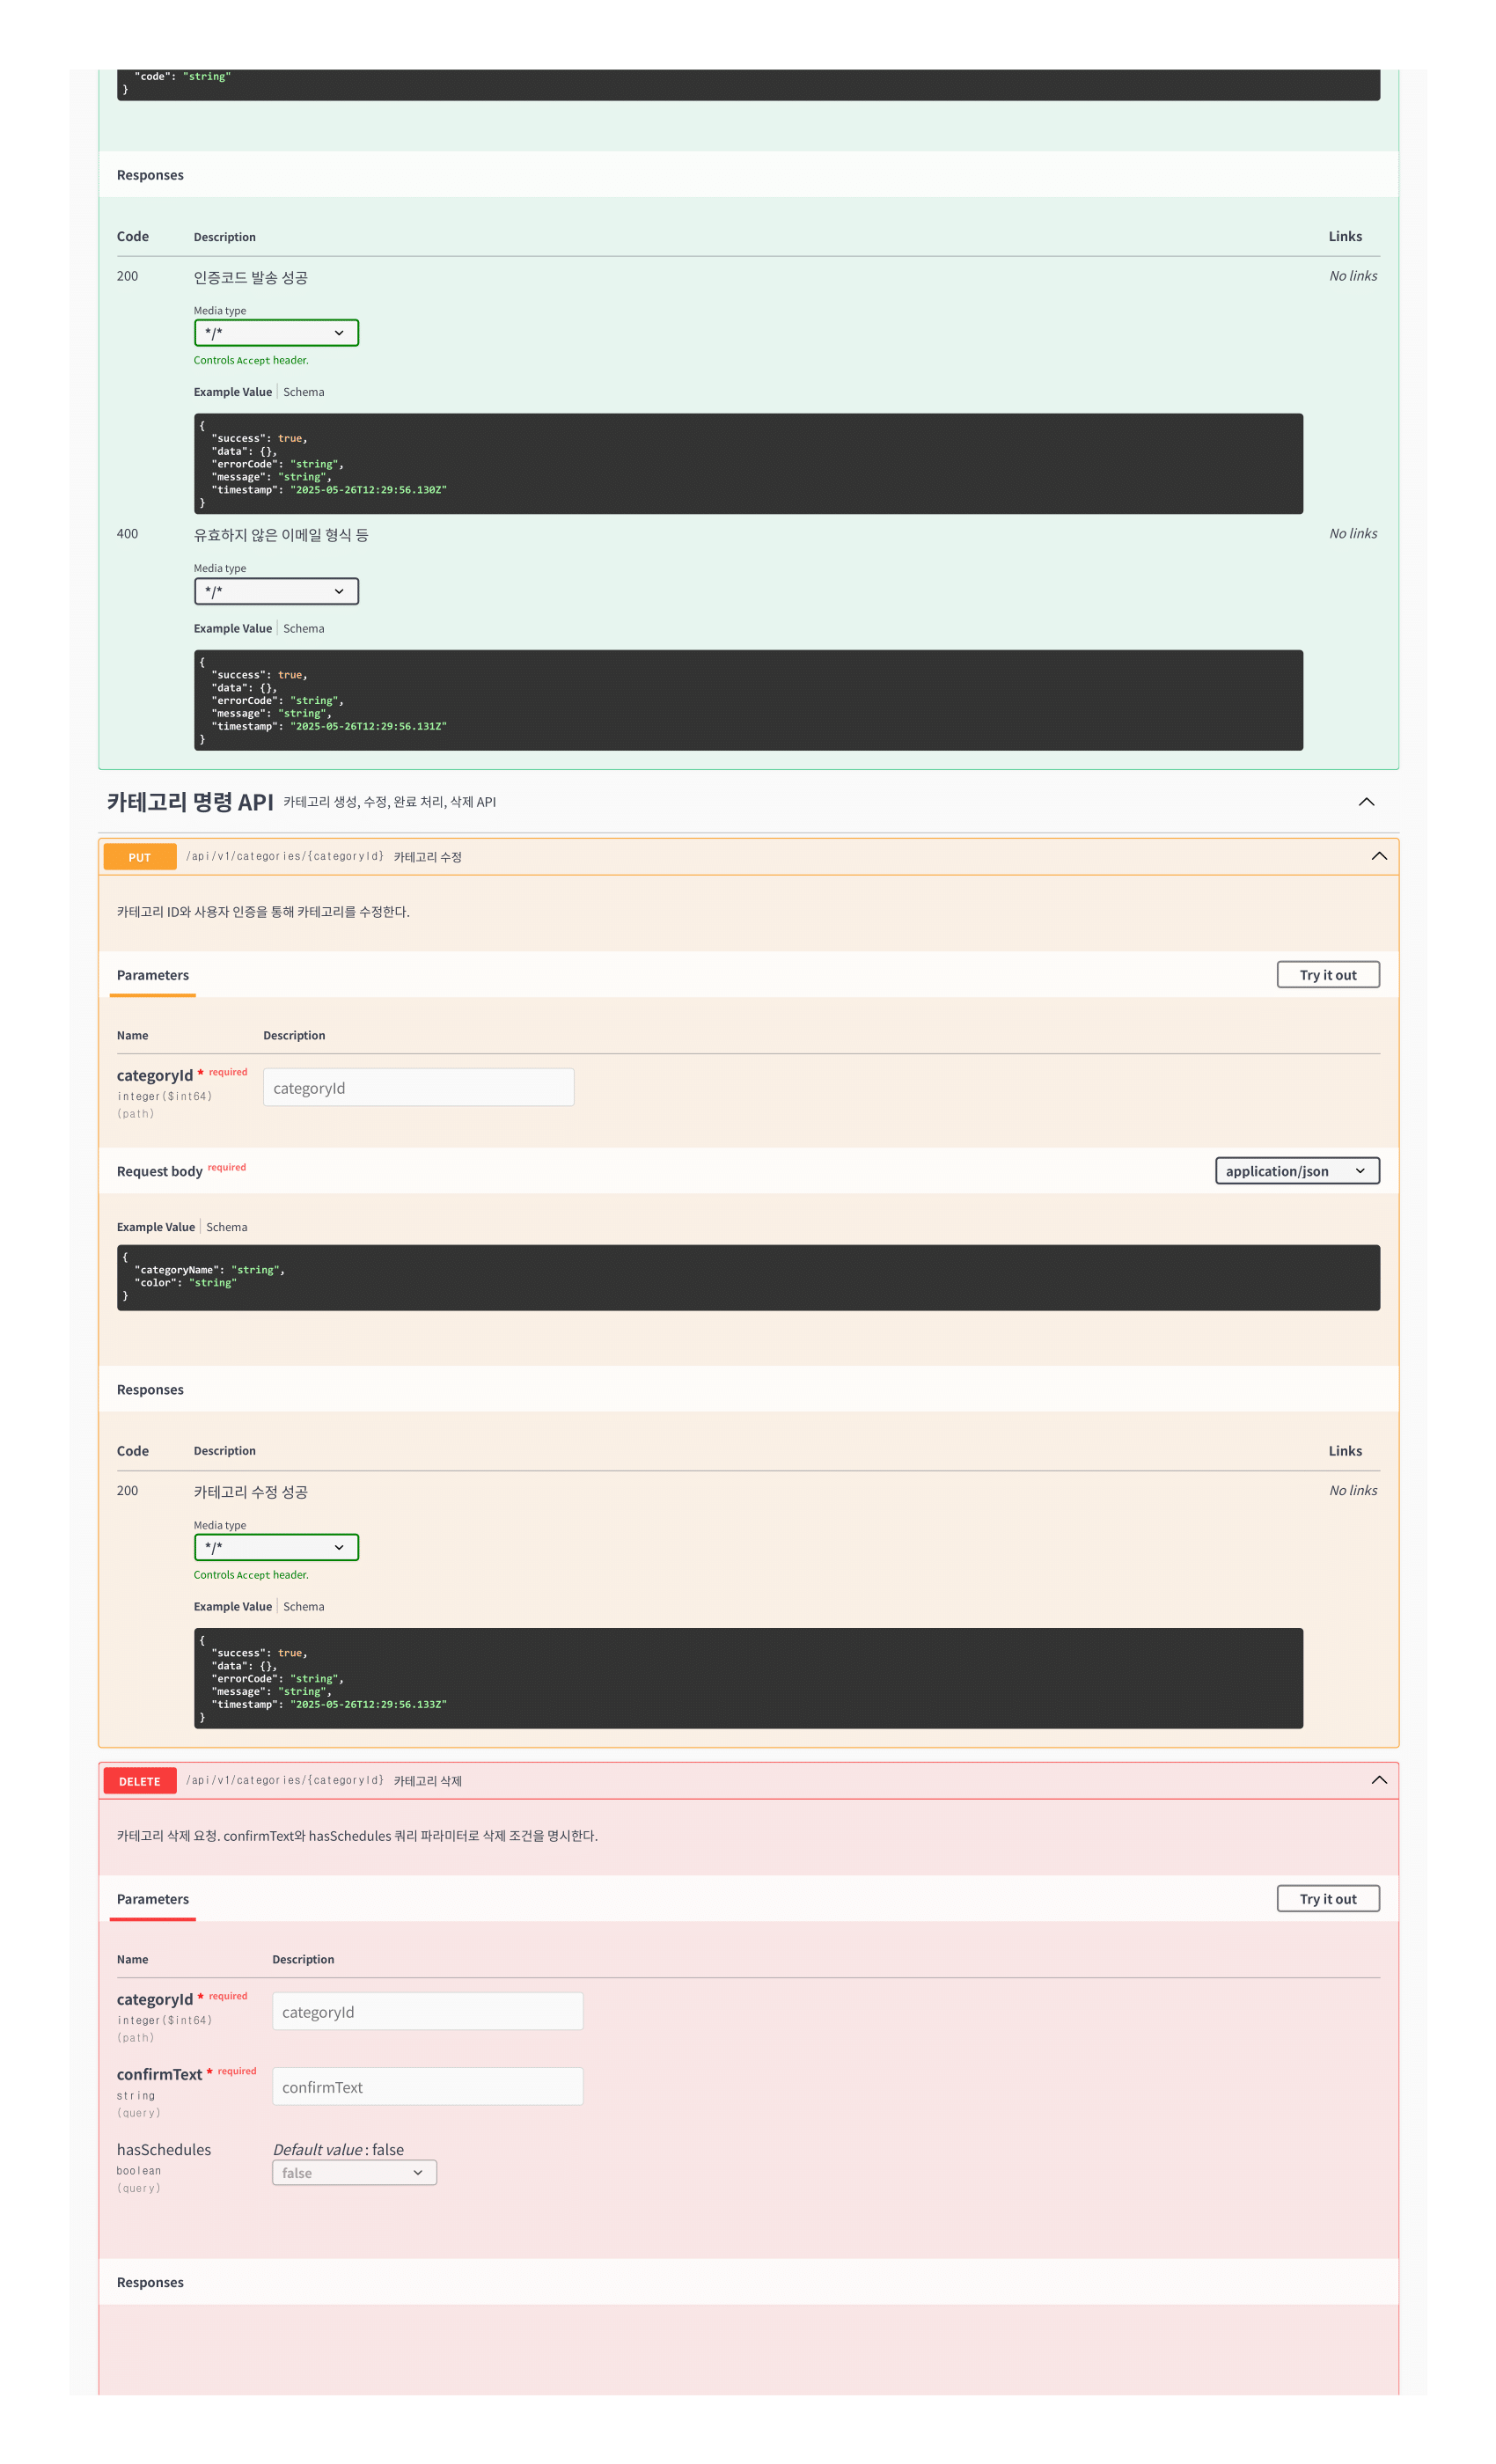 "code": "string"
}
Responses
Code Description Links
200 인증코드 발송 성공 No links
Media type
*/*
Controls Accept header.
Example Value Schema
{
"success": true,
"data": {},
"errorCode": "string",
"message": "string",
"timestamp": "2025-05-26T12:29:56.130Z"
}
400 유효하지 않은 이메일 형식 등 No links
Media type
*/*
Example Value Schema
{
"success": true,
"data": {},
"errorCode": "string",
"message": "string",
"timestamp": "2025-05-26T12:29:56.131Z"
}
카테고리 명령 API 카테고리 생성, 수정, 완료 처리, 삭제 API
PUT /api/v1/categories/{categoryId} 카테고리 수정
카테고리 ID와 사용자 인증을 통해 카테고리를 수정한다.
Parameters Try it out
Name Description
categoryId * required
integer($int64)
(path)
categoryId
Request body required application/json
Example Value Schema
{
"categoryName": "string",
"color": "string"
}
Responses
Code Description Links
200 카테고리 수정 성공 No links
Media type
*/*
Controls Accept header.
Example Value Schema
{
"success": true,
"data": {},
"errorCode": "string",
"message": "string",
"timestamp": "2025-05-26T12:29:56.133Z"
}
DELETE /api/v1/categories/{categoryId} 카테고리 삭제
카테고리 삭제 요청. confirmText와 hasSchedules 쿼리 파라미터로 삭제 조건을 명시한다.
Parameters Try it out
Name Description
categoryId * required
integer($int64)
(path)
categoryId
confirmText * required
string
(query)
confirmText
hasSchedules
boolean
(query)
Default value : false
false
Responses